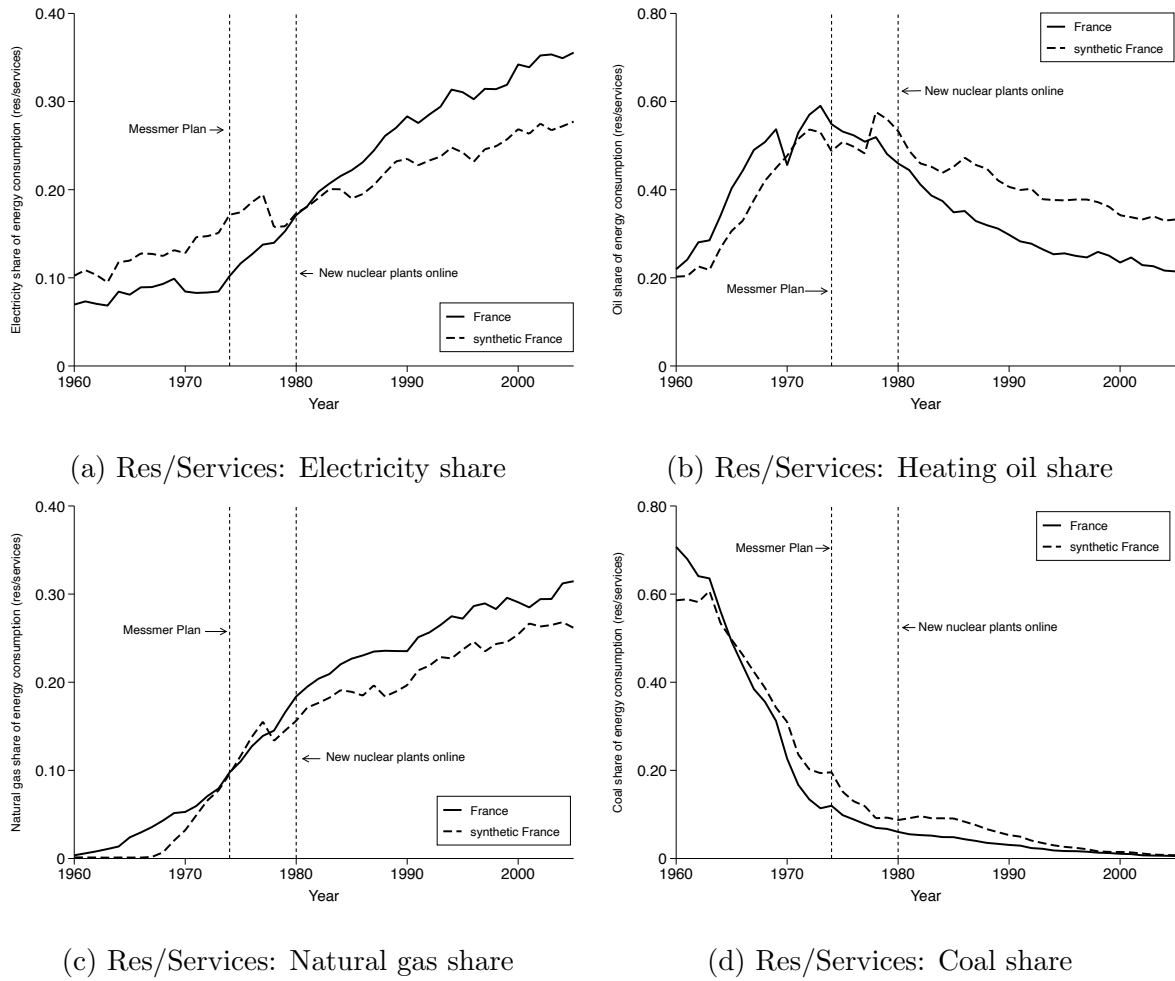 0.40
0.30
0.20
0.10
0
Electricity share of energy consumption (res/services)
Messmer Plan
New nuclear plants online
France
synthetic France
1960 1970 1980 1990 2000
Year
(a) Res/Services: Electricity share
0.80
0.60
0.40
0.20
0
Oil share of energy consumption (res/services)
France
synthetic France
New nuclear plants online
Messmer Plan
1960 1970 1980 1990 2000
Year
(b) Res/Services: Heating oil share
0.40
0.30
0.20
0.10
0
Natural gas share of energy consumption (res/services)
Messmer Plan
New nuclear plants online
France
synthetic France
1960 1970 1980 1990 2000
Year
(c) Res/Services: Natural gas share
0.80
0.60
0.40
0.20
0
Coal share of energy consumption (res/services)
France
synthetic France
Messmer Plan
New nuclear plants online
1960 1970 1980 1990 2000
Year
(d) Res/Services: Coal share